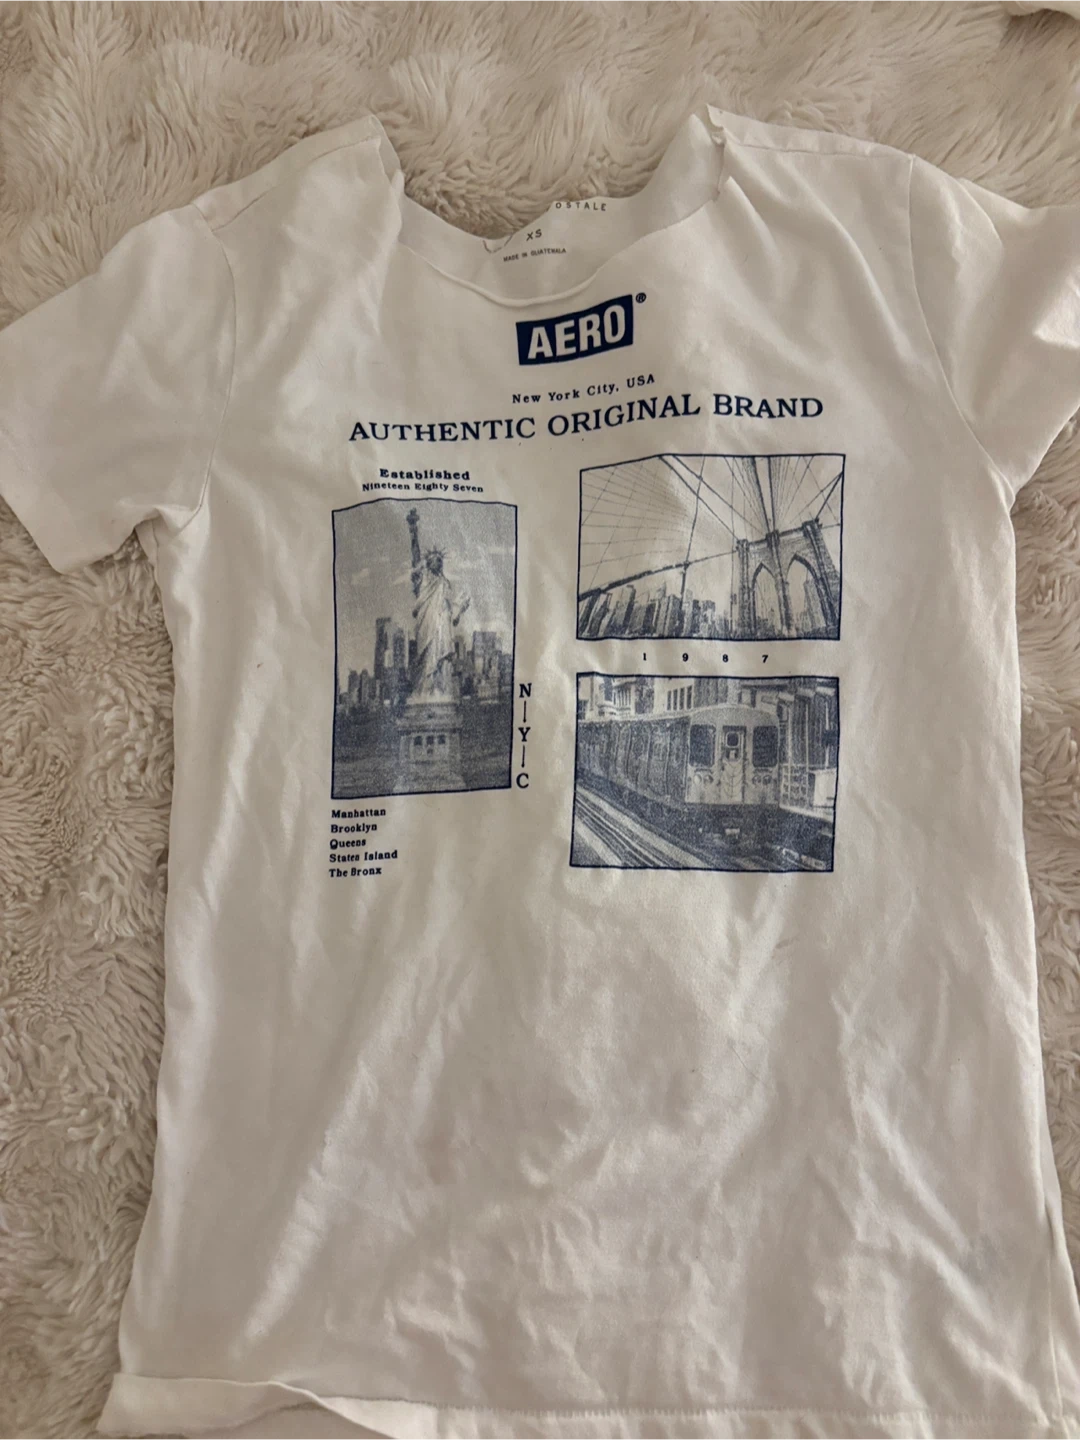 OSTALE
XS
MADE IN GUATEMALA
AERO®
New York City, USA
AUTHENTIC ORIGINAL BRAND
Established
Nineteen Eighty Seven
1 9 8 7
N|Y|C
Manhattan
Brooklyn
Queens
Staten Island
The Bronx